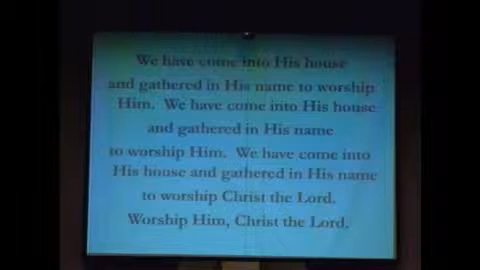 We have come into His house
and gathered in His name to worship
Him. We have come into His house
and gathered in His name
to worship Him. We have come into
His house and gathered in His name
to worship Christ the Lord.
Worship Him, Christ the Lord.